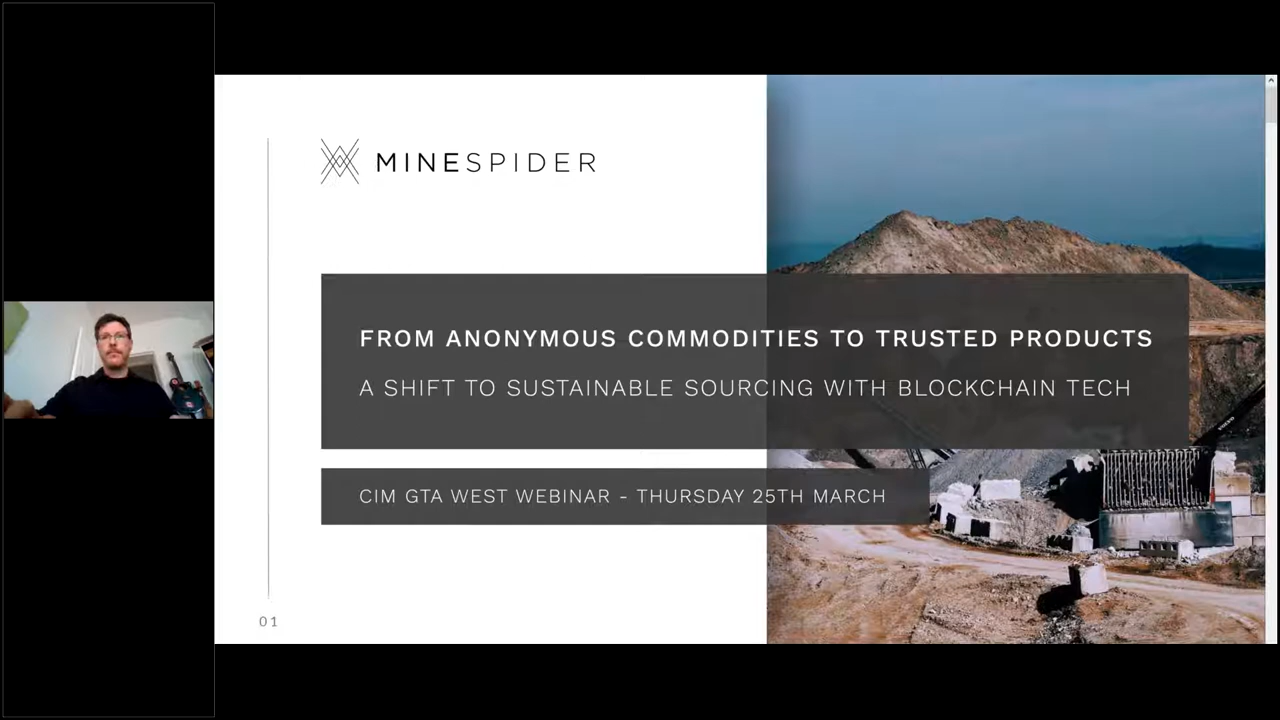 MINESPIDER
FROM ANONYMOUS COMMODITIES TO TRUSTED PRODUCTS
A SHIFT TO SUSTAINABLE SOURCING WITH BLOCKCHAIN TECH
CIM GTA WEST WEBINAR - THURSDAY 25TH MARCH
01